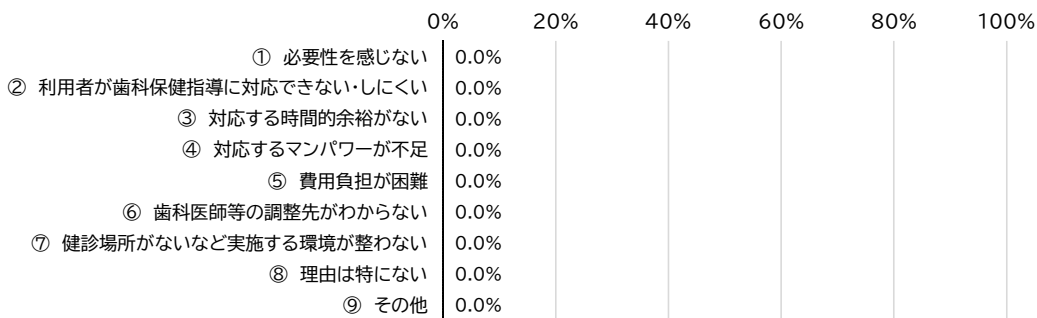 0% 20% 40% 60% 80% 100%
① 必要性を感じない 0.0%
② 利用者が歯科保健指導に対応できない・しにくい 0.0%
③ 対応する時間的余裕がない 0.0%
④ 対応するマンパワーが不足 0.0%
⑤ 費用負担が困難 0.0%
⑥ 歯科医師等の調整先がわからない 0.0%
⑦ 健診場所がないなど実施する環境が整わない 0.0%
⑧ 理由は特にない 0.0%
⑨ その他 0.0%